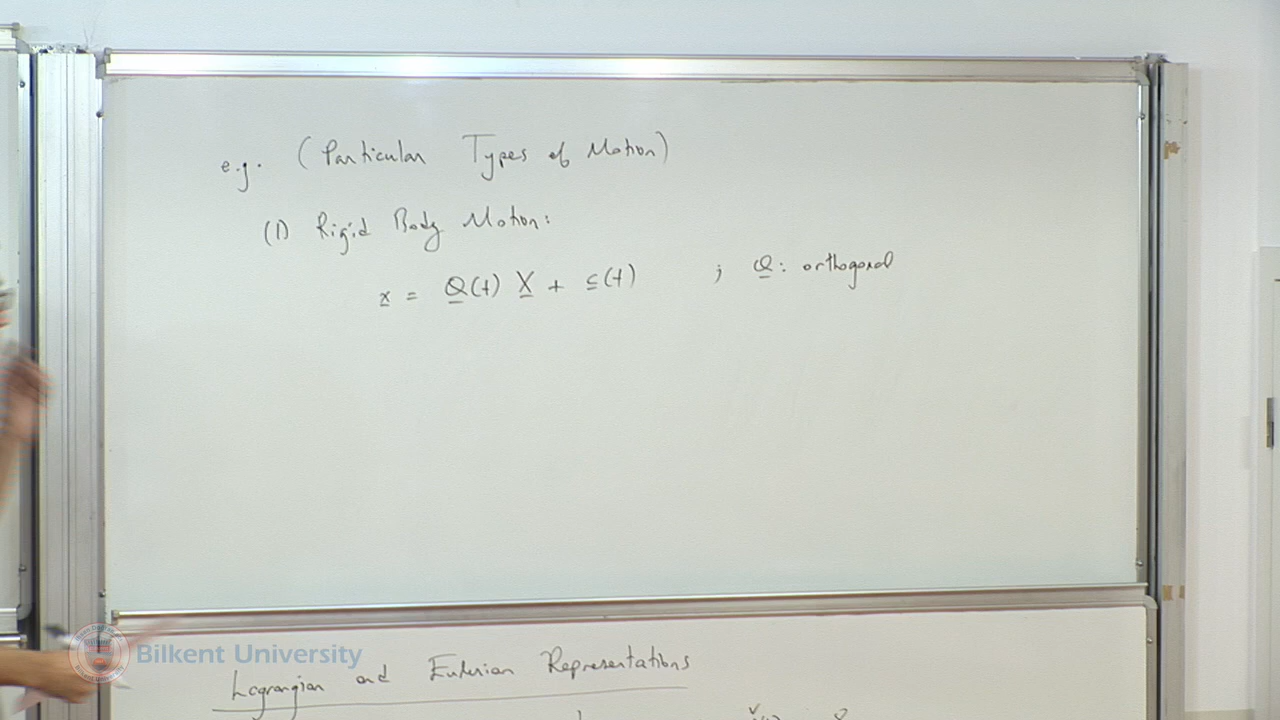 e.g. (Particular Types of Motion)
(1) Rigid Body Motion:
x = Q(t) X + c(t) ; Q: orthogonal
Bilkent University
Lagrangian and Eulerian Representations